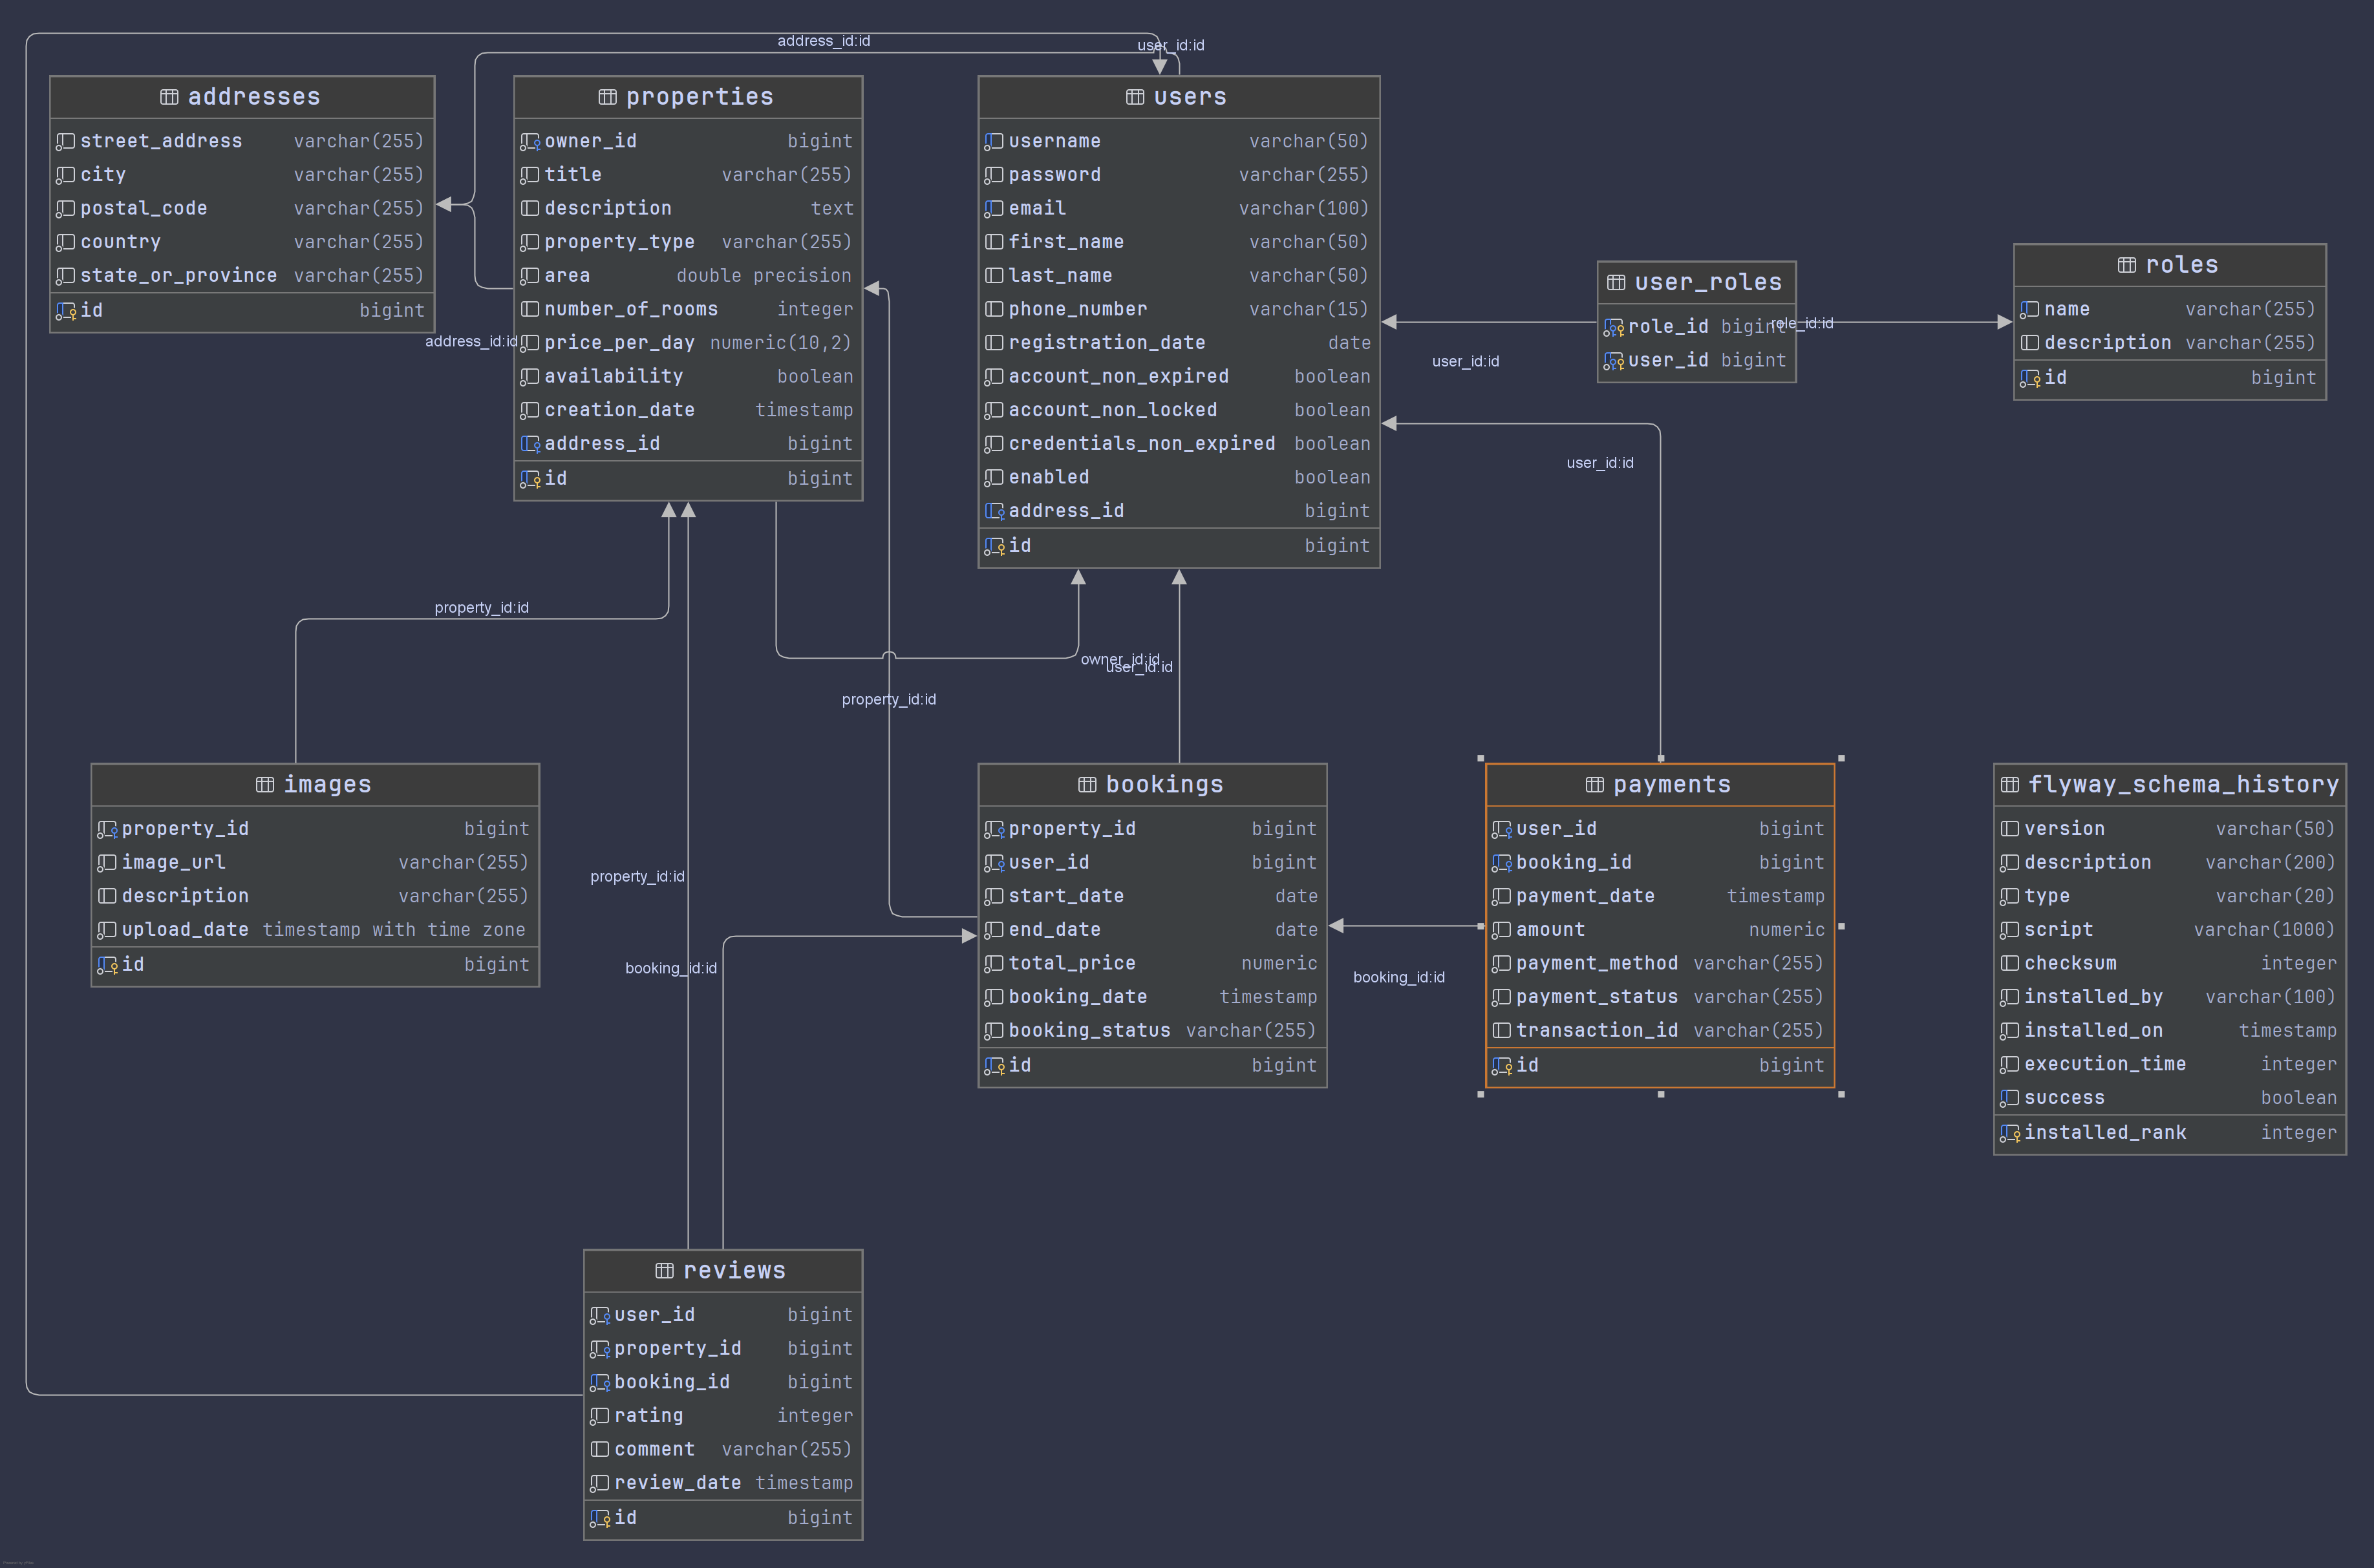 address_id:id
user_id:id
addresses
street_address varchar(255)
city varchar(255)
postal_code varchar(255)
country varchar(255)
state_or_province varchar(255)
id bigint
properties
owner_id bigint
title varchar(255)
description text
property_type varchar(255)
area double precision
number_of_rooms integer
price_per_day numeric(10,2)
availability boolean
creation_date timestamp
address_id bigint
id bigint
address_id:id
users
username varchar(50)
password varchar(255)
email varchar(100)
first_name varchar(50)
last_name varchar(50)
phone_number varchar(15)
registration_date date
account_non_expired boolean
account_non_locked boolean
credentials_non_expired boolean
enabled boolean
address_id bigint
id bigint
user_roles
role_id bigint
user_id bigint
role_id:id
user_id:id
roles
name varchar(255)
description varchar(255)
id bigint
user_id:id
property_id:id
owner_id:id
user_id:id
property_id:id
images
property_id bigint
image_url varchar(255)
description varchar(255)
upload_date timestamp with time zone
id bigint
property_id:id
booking_id:id
bookings
property_id bigint
user_id bigint
start_date date
end_date date
total_price numeric
booking_date timestamp
booking_status varchar(255)
id bigint
booking_id:id
payments
user_id bigint
booking_id bigint
payment_date timestamp
amount numeric
payment_method varchar(255)
payment_status varchar(255)
transaction_id varchar(255)
id bigint
flyway_schema_history
version varchar(50)
description varchar(200)
type varchar(20)
script varchar(1000)
checksum integer
installed_by varchar(100)
installed_on timestamp
execution_time integer
success boolean
installed_rank integer
reviews
user_id bigint
property_id bigint
booking_id bigint
rating integer
comment varchar(255)
review_date timestamp
id bigint